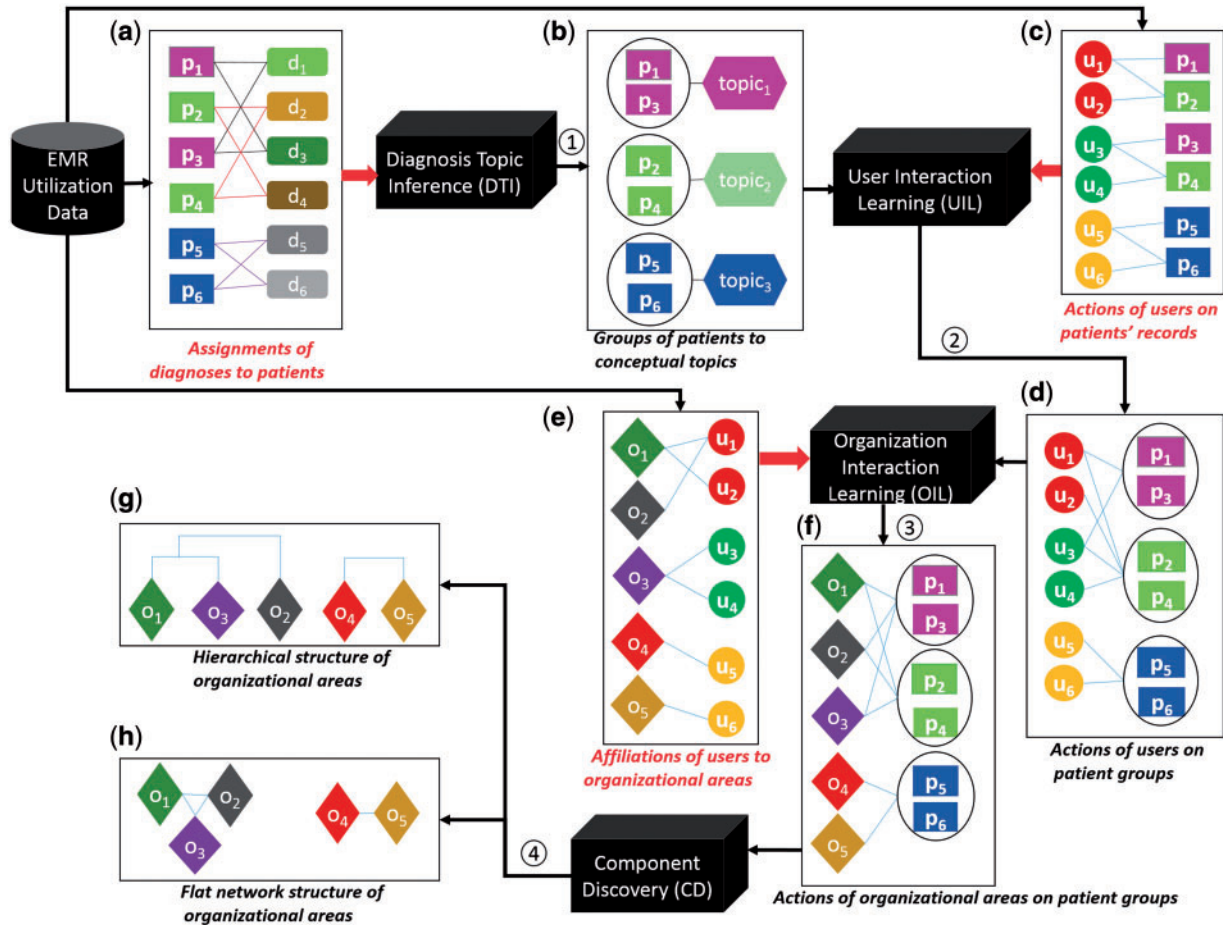 (a)
(b)
(c)
p1 d1
p2 d2
p3 d3
p4 d4
p5 d5
p6 d6
EMR
Utilization
Data
Diagnosis Topic
Inference (DTI)
①
p1
p3
topic1
p2
p4
topic2
p5
p6
topic3
User Interaction
Learning (UIL)
u1 p1
u2 p2
u3 p3
u4 p4
u5 p5
u6 p6
Assignments of
diagnoses to patients
Groups of patients to
conceptual topics
Actions of users on
patients' records
②
(d)
u1
u2
u3
u4
u5
u6
p1
p3
p2
p4
p5
p6
Actions of users on
patient groups
(e)
o1
o2
o3
o4
o5
u1
u2
u3
u4
u5
u6
Affiliations of users to
organizational areas
Organization
Interaction
Learning (OIL)
③
(f)
o1
o2
o3
o4
o5
p1
p3
p2
p4
p5
p6
Actions of organizational areas on patient groups
Component
Discovery (CD)
④
(g)
o1 o3 o2 o4 o5
Hierarchical structure of
organizational areas
(h)
o1 o2 o4 o5
o3
Flat network structure of
organizational areas